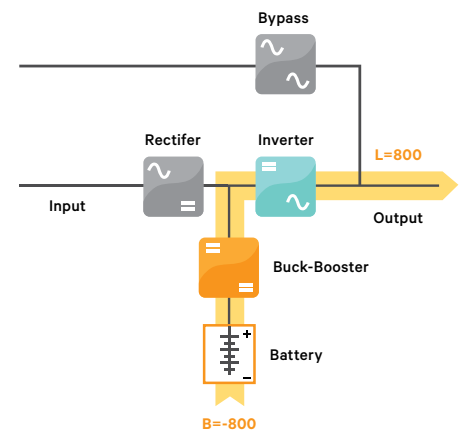 Bypass
Rectifer
Inverter
L=800
Input
Output
Buck-Booster
+
Battery
–
B=-800